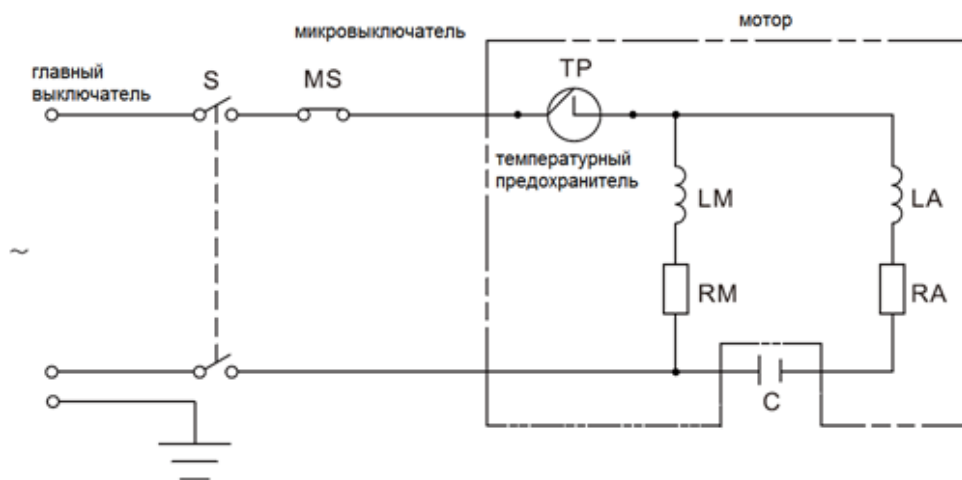 мотор
микровыключатель
главный
выключатель
S
MS
TP
температурный
предохранитель
LM
LA
~
RM
RA
C